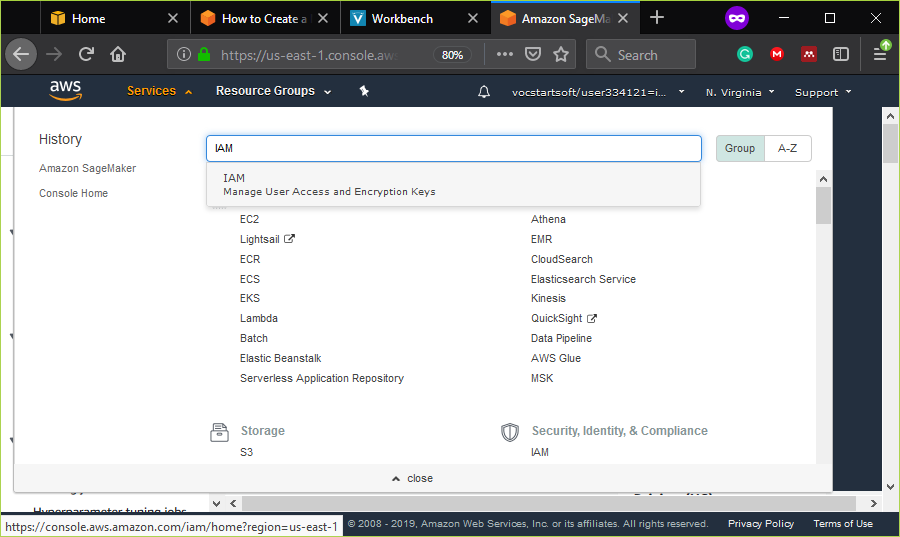 Home
How to Create a
Workbench
Amazon SageMa
https://us-east-1.console.aws
80%
Search
aws
Services
Resource Groups
vocstartsoft/user334121=i...
N. Virginia
Support
History
IAM
Group
A-Z
Amazon SageMaker
Console Home
IAM
Manage User Access and Encryption Keys
EC2
Athena
Lightsail
EMR
ECR
CloudSearch
ECS
Elasticsearch Service
EKS
Kinesis
Lambda
QuickSight
Batch
Data Pipeline
Elastic Beanstalk
AWS Glue
Serverless Application Repository
MSK
Storage
Security, Identity, & Compliance
S3
IAM
close
Hyperparameter tuning jobs
https://console.aws.amazon.com/iam/home?region=us-east-1
© 2008 - 2019, Amazon Web Services, Inc. or its affiliates. All rights reserved.
Privacy Policy
Terms of Use